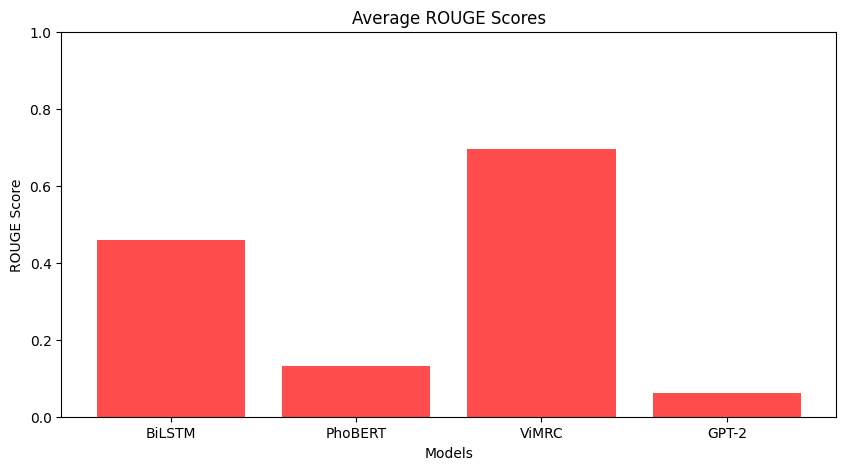 Average ROUGE Scores
1.0
0.8
0.6
0.4
0.2
0.0
ROUGE Score
BiLSTM PhoBERT ViMRC GPT-2
Models